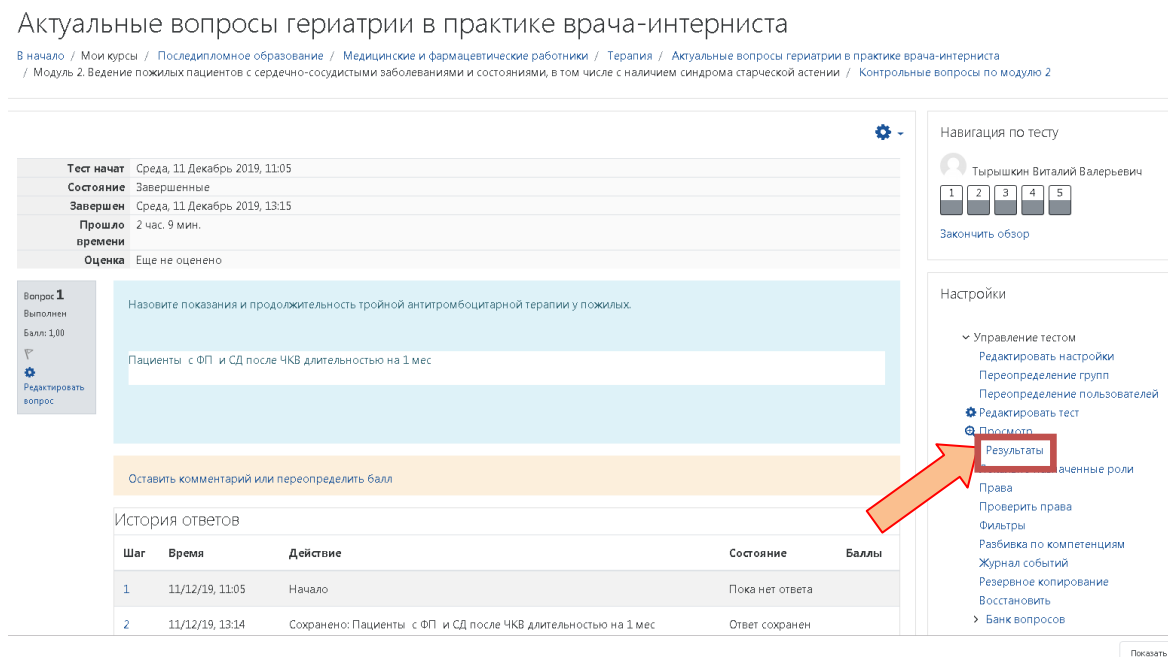 Актуальные вопросы гериатрии в практике врача-интерниста
В начало / Мои курсы / Последипломное образование / Медицинские и фармацевтические работники / Терапия / Актуальные вопросы гериатрии в практике врача-интерниста
/ Модуль 2. Ведение пожилых пациентов с сердечно-сосудистыми заболеваниями и состояниями, в том числе с наличием синдрома старческой астении / Контрольные вопросы по модулю 2
Тест начат Среда, 11 Декабрь 2019, 11:05
Состояние Завершенные
Завершен Среда, 11 Декабрь 2019, 13:15
Прошло времени 2 час. 9 мин.
Оценка Еще не оценено
Вопрос 1
Выполнен
Балл: 1,00
Редактировать
вопрос
Назовите показания и продолжительность тройной антитромбоцитарной терапии у пожилых.
Пациенты с ФП и СД после ЧКВ длительностью на 1 мес
Оставить комментарий или переопределить балл
История ответов
Шаг Время Действие Состояние Баллы
1 11/12/19, 11:05 Начало Пока нет ответа
2 11/12/19, 13:14 Сохранено: Пациенты с ФП и СД после ЧКВ длительностью на 1 мес Ответ сохранен
Навигация по тесту
Тырышкин Виталий Валерьевич
1 2 3 4 5
Закончить обзор
Настройки
Управление тестом
Редактировать настройки
Переопределение групп
Переопределение пользователей
Редактировать тест
Просмотр
Результаты
роли
Права
Проверить права
Фильтры
Разбивка по компетенциям
Журнал событий
Резервное копирование
Восстановить
Банк вопросов
Показать